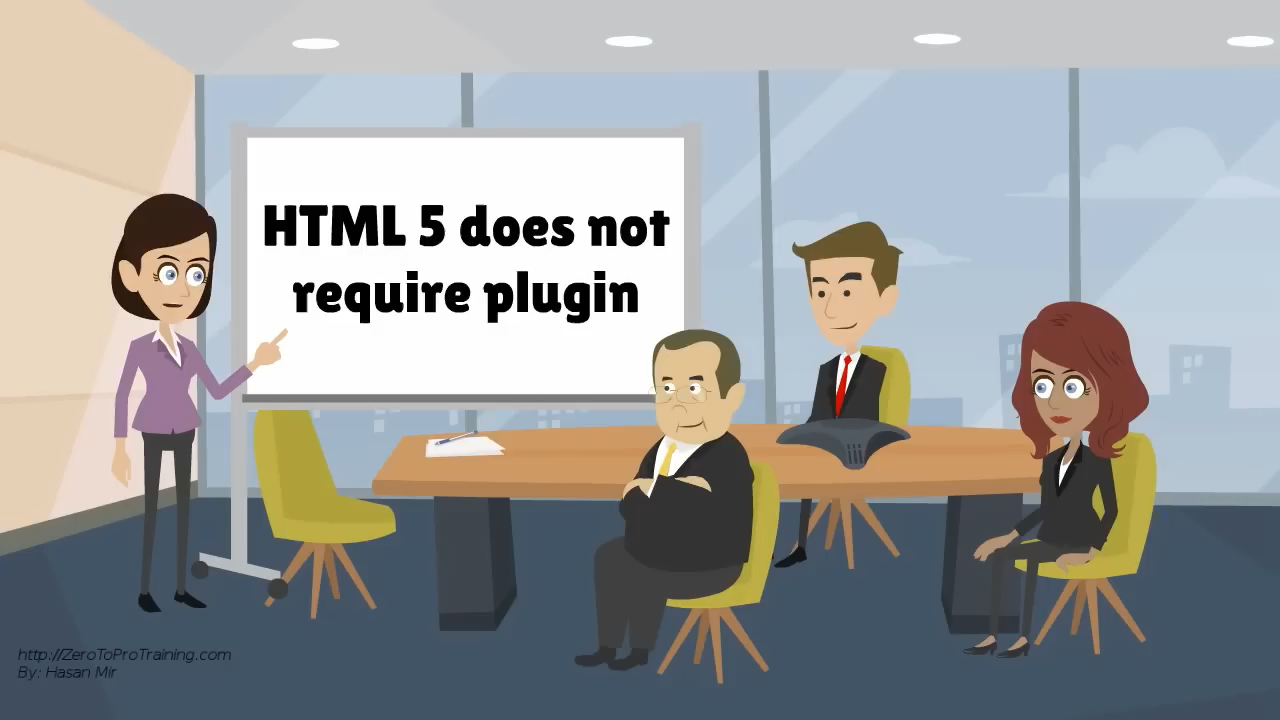 HTML 5 does not
require plugin
http://ZeroToProTraining.com
By: Hasan Mir